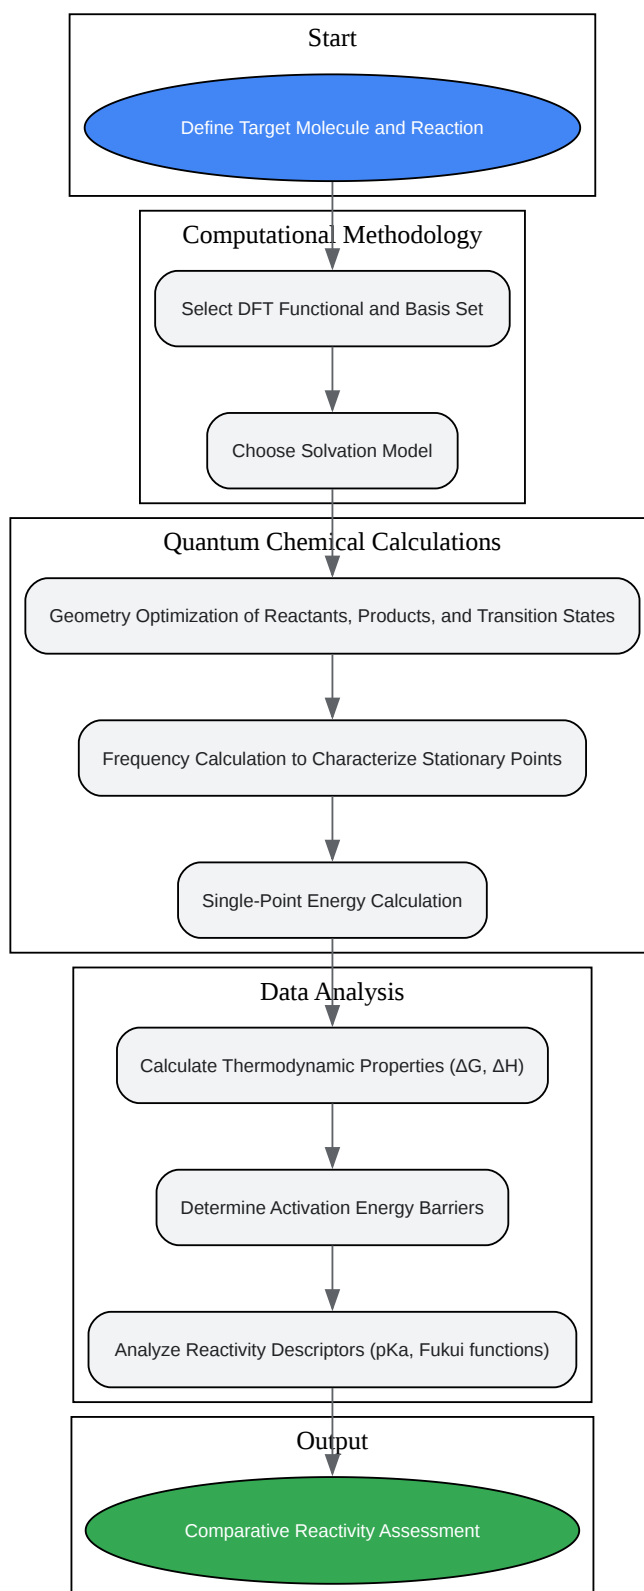 Start
Define Target Molecule and Reaction
Computational Methodology
Select DFT Functional and Basis Set
Choose Solvation Model
Quantum Chemical Calculations
Geometry Optimization of Reactants, Products, and Transition States
Frequency Calculation to Characterize Stationary Points
Single-Point Energy Calculation
Data Analysis
Calculate Thermodynamic Properties (ΔG, ΔH)
Determine Activation Energy Barriers
Analyze Reactivity Descriptors (pKa, Fukui functions)
Output
Comparative Reactivity Assessment